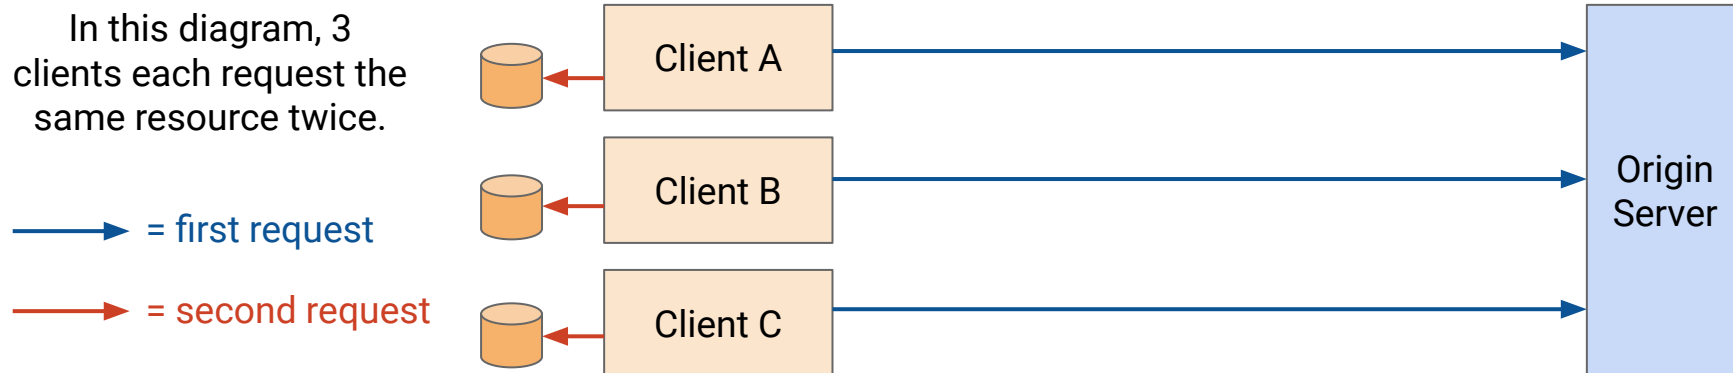 In this diagram, 3
clients each request the
same resource twice.
= first request
= second request
Client A
Client B
Client C
Origin
Server